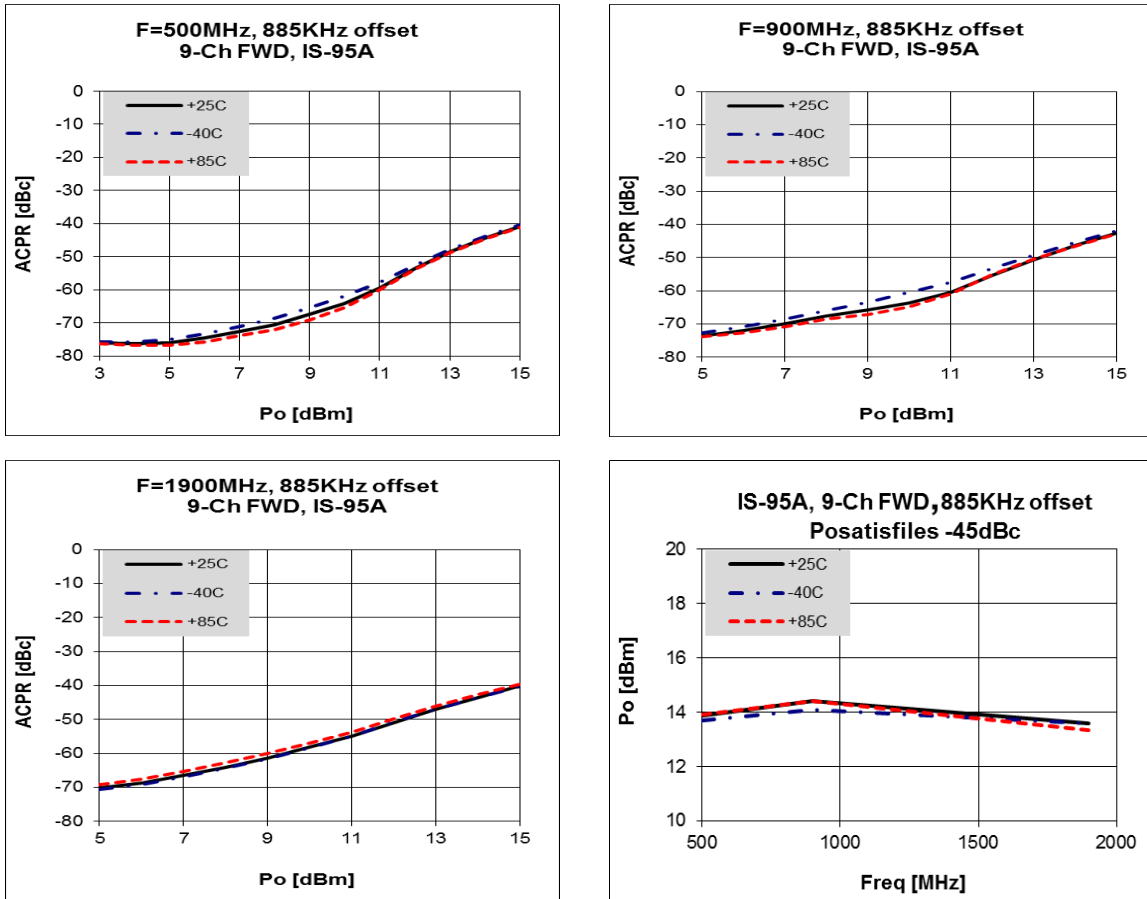 F=500MHz, 885KHz offset
9-Ch FWD, IS-95A
ACPR [dBc]
0
-10
-20
-30
-40
-50
-60
-70
-80
+25C
-40C
+85C
3
5
7
9
11
13
15
Po [dBm]
F=900MHz, 885KHz offset
9-Ch FWD, IS-95A
ACPR [dBc]
0
-10
-20
-30
-40
-50
-60
-70
-80
+25C
-40C
+85C
5
7
9
11
13
15
Po [dBm]
F=1900MHz, 885KHz offset
9-Ch FWD, IS-95A
ACPR [dBc]
0
-10
-20
-30
-40
-50
-60
-70
-80
+25C
-40C
+85C
5
7
9
11
13
15
Po [dBm]
IS-95A, 9-Ch FWD,885KHz offset
Posatisfiles -45dBc
Po [dBm]
20
18
16
14
12
10
+25C
-40C
+85C
500
1000
1500
2000
Freq [MHz]